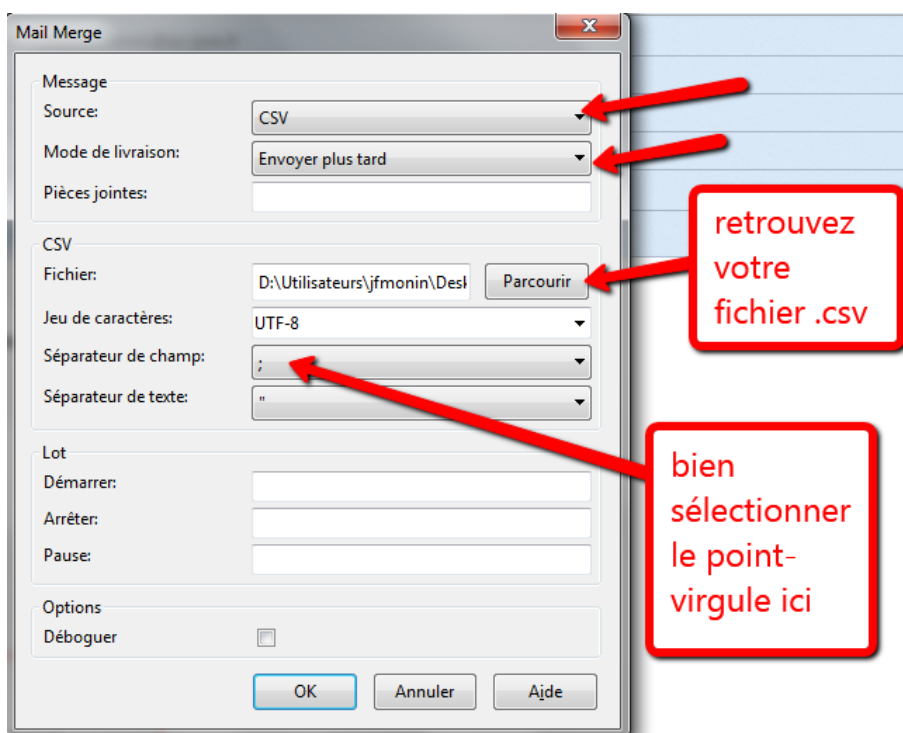 Mail Merge
Message
Source:
CSV
Mode de livraison:
Envoyer plus tard
Pièces jointes:
CSV
Fichier:
D:\Utilisateurs\jfmonin\Desk
Parcourir
Jeu de caractères:
UTF-8
Séparateur de champ:
;
Séparateur de texte:
"
Lot
Démarrer:
Arrêter:
Pause:
Options
Déboguer
OK
Annuler
Aide
retrouvez
votre
fichier .csv
bien
sélectionner
le point-
virgule ici